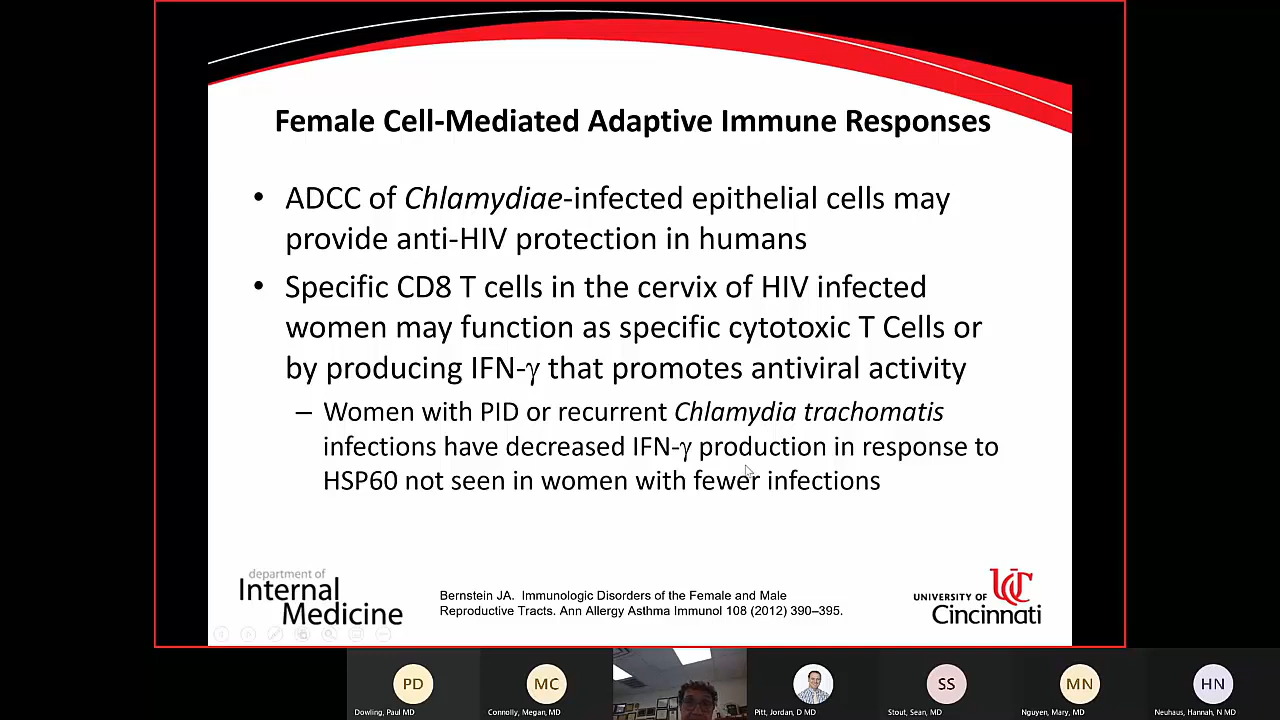 Female Cell-Mediated Adaptive Immune Responses
• ADCC of Chlamydiae-infected epithelial cells may
provide anti-HIV protection in humans
• Specific CD8 T cells in the cervix of HIV infected
women may function as specific cytotoxic T Cells or
by producing IFN-γ that promotes antiviral activity
– Women with PID or recurrent Chlamydia trachomatis
infections have decreased IFN-γ production in response to
HSP60 not seen in women with fewer infections
department of
Internal
Medicine
Bernstein JA. Immunologic Disorders of the Female and Male
Reproductive Tracts. Ann Allergy Asthma Immunol 108 (2012) 390–395.
UC
UNIVERSITY OF
Cincinnati
PD
MC
SS
MN
HN
Dowling, Paul MD
Connolly, Megan, MD
Pitt, Jordan, D MD
Stout, Sean, MD
Nguyen, Mary, MD
Neuhaus, Hannah, N MD